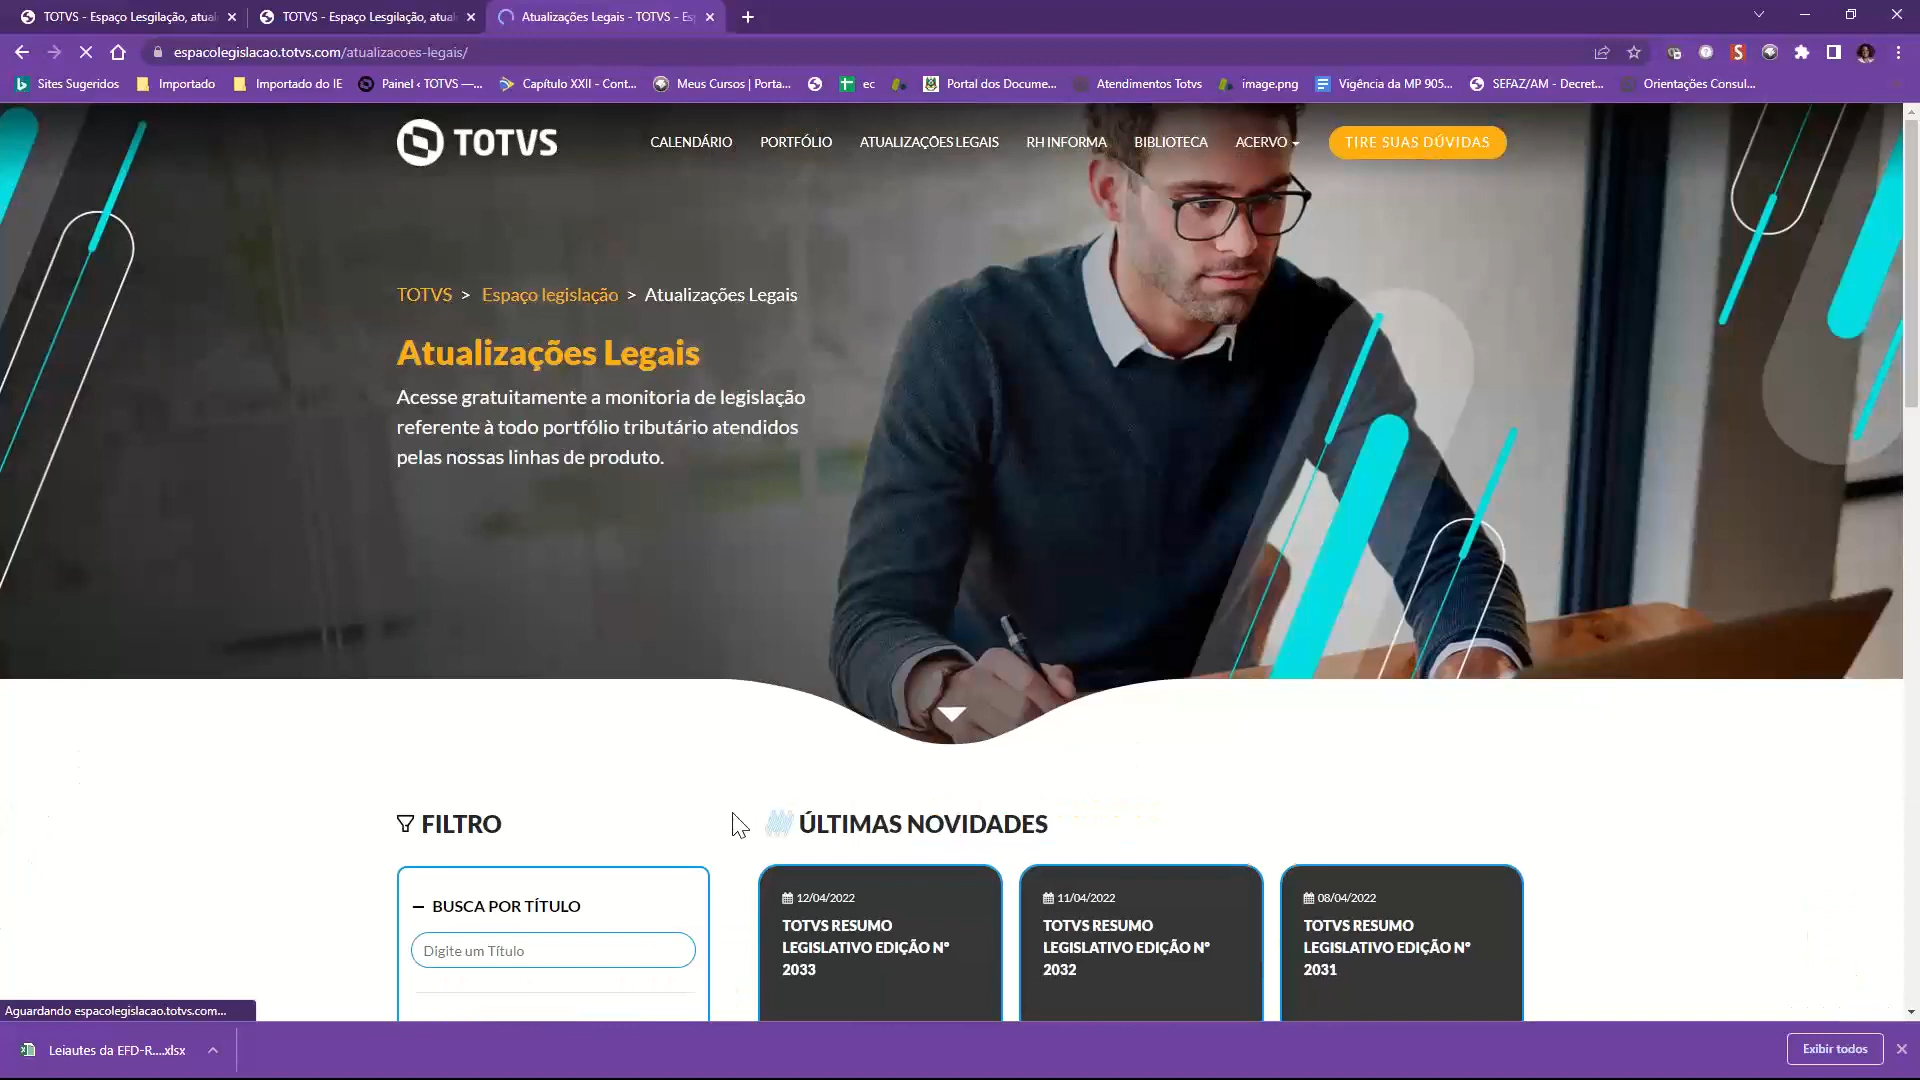 TOTVS - Espaço Lesgilação, atual
TOTVS - Espaço Lesgilação, atual
Atualizações Legais - TOTVS - Es
espacolegislacao.totvs.com/atualizacoes-legais/
Sites Sugeridos
Importado
Importado do IE
Painel ‹ TOTVS —...
Capítulo XXII - Cont...
Meus Cursos | Porta...
ec
Portal dos Docume...
Atendimentos Totvs
image.png
Vigência da MP 905...
SEFAZ/AM - Decret...
Orientações Consul...
TOTVS
CALENDÁRIO
PORTFÓLIO
ATUALIZAÇÕES LEGAIS
RH INFORMA
BIBLIOTECA
ACERVO
TIRE SUAS DÚVIDAS
TOTVS > Espaço legislação > Atualizações Legais
Atualizações Legais
Acesse gratuitamente a monitoria de legislação
referente à todo portfólio tributário atendidos
pelas nossas linhas de produto.
FILTRO
BUSCA POR TÍTULO
Digite um Título
ÚLTIMAS NOVIDADES
12/04/2022
TOTVS RESUMO
LEGISLATIVO EDIÇÃO Nº
2033
11/04/2022
TOTVS RESUMO
LEGISLATIVO EDIÇÃO Nº
2032
08/04/2022
TOTVS RESUMO
LEGISLATIVO EDIÇÃO Nº
2031
Aguardando espacolegislacao.totvs.com...
Leiautes da EFD-R....xlsx
Exibir todos